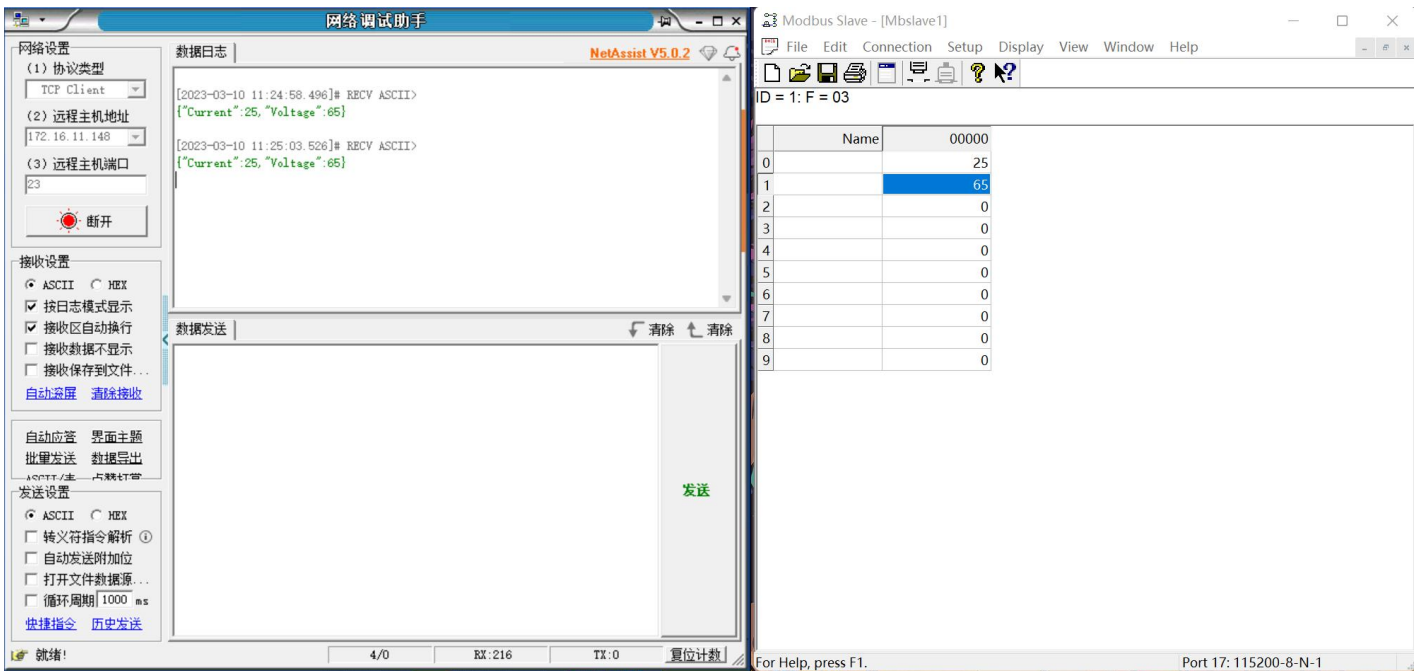 网络调试助手
网络设置
(1) 协议类型
TCP Client
(2) 远程主机地址
172.16.11.148
(3) 远程主机端口
23
断开
接收设置
ASCII HEX
按日志模式显示
接收区自动换行
接收数据不显示
接收保存到文件...
自动滚屏 清除接收
自动应答 界面主题
批量发送 数据导出
发送设置
ASCII HEX
转义符指令解析
自动发送附加位
打开文件数据源...
循环周期 1000 ms
快捷指令 历史发送
数据日志 NetAssist V5.0.2
[2023-03-10 11:24:58.496]# RECV ASCII>
{"Current":25,"Voltage":65}
[2023-03-10 11:25:03.526]# RECV ASCII>
{"Current":25,"Voltage":65}
数据发送 清除 清除
发送
就绪! 4/0 RX:216 TX:0 复位计数
Modbus Slave - [Mbslave1]
File Edit Connection Setup Display View Window Help
ID = 1: F = 03
Name 00000
0 25
1 65
2 0
3 0
4 0
5 0
6 0
7 0
8 0
9 0
For Help, press F1. Port 17: 115200-8-N-1